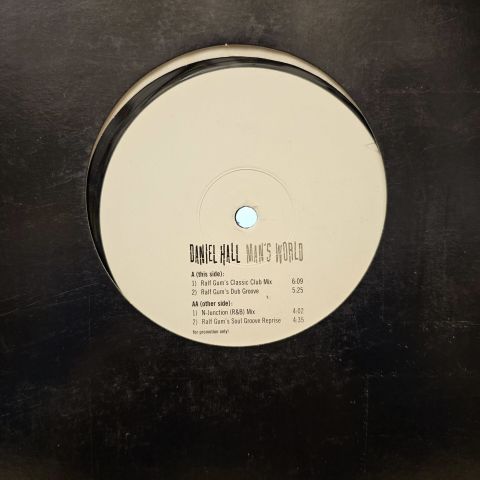 DANIEL HALL MAN'S WORLD
A (this side):
1) Ralf Gum's Classic Club Mix 6:09
2) Ralf Gum's Dub Groove 5:25
AA (other side):
1) N-Junction (R&B) Mix 4:02
2) Ralf Gum's Soul Groove Reprise 4:35
for promotion only!